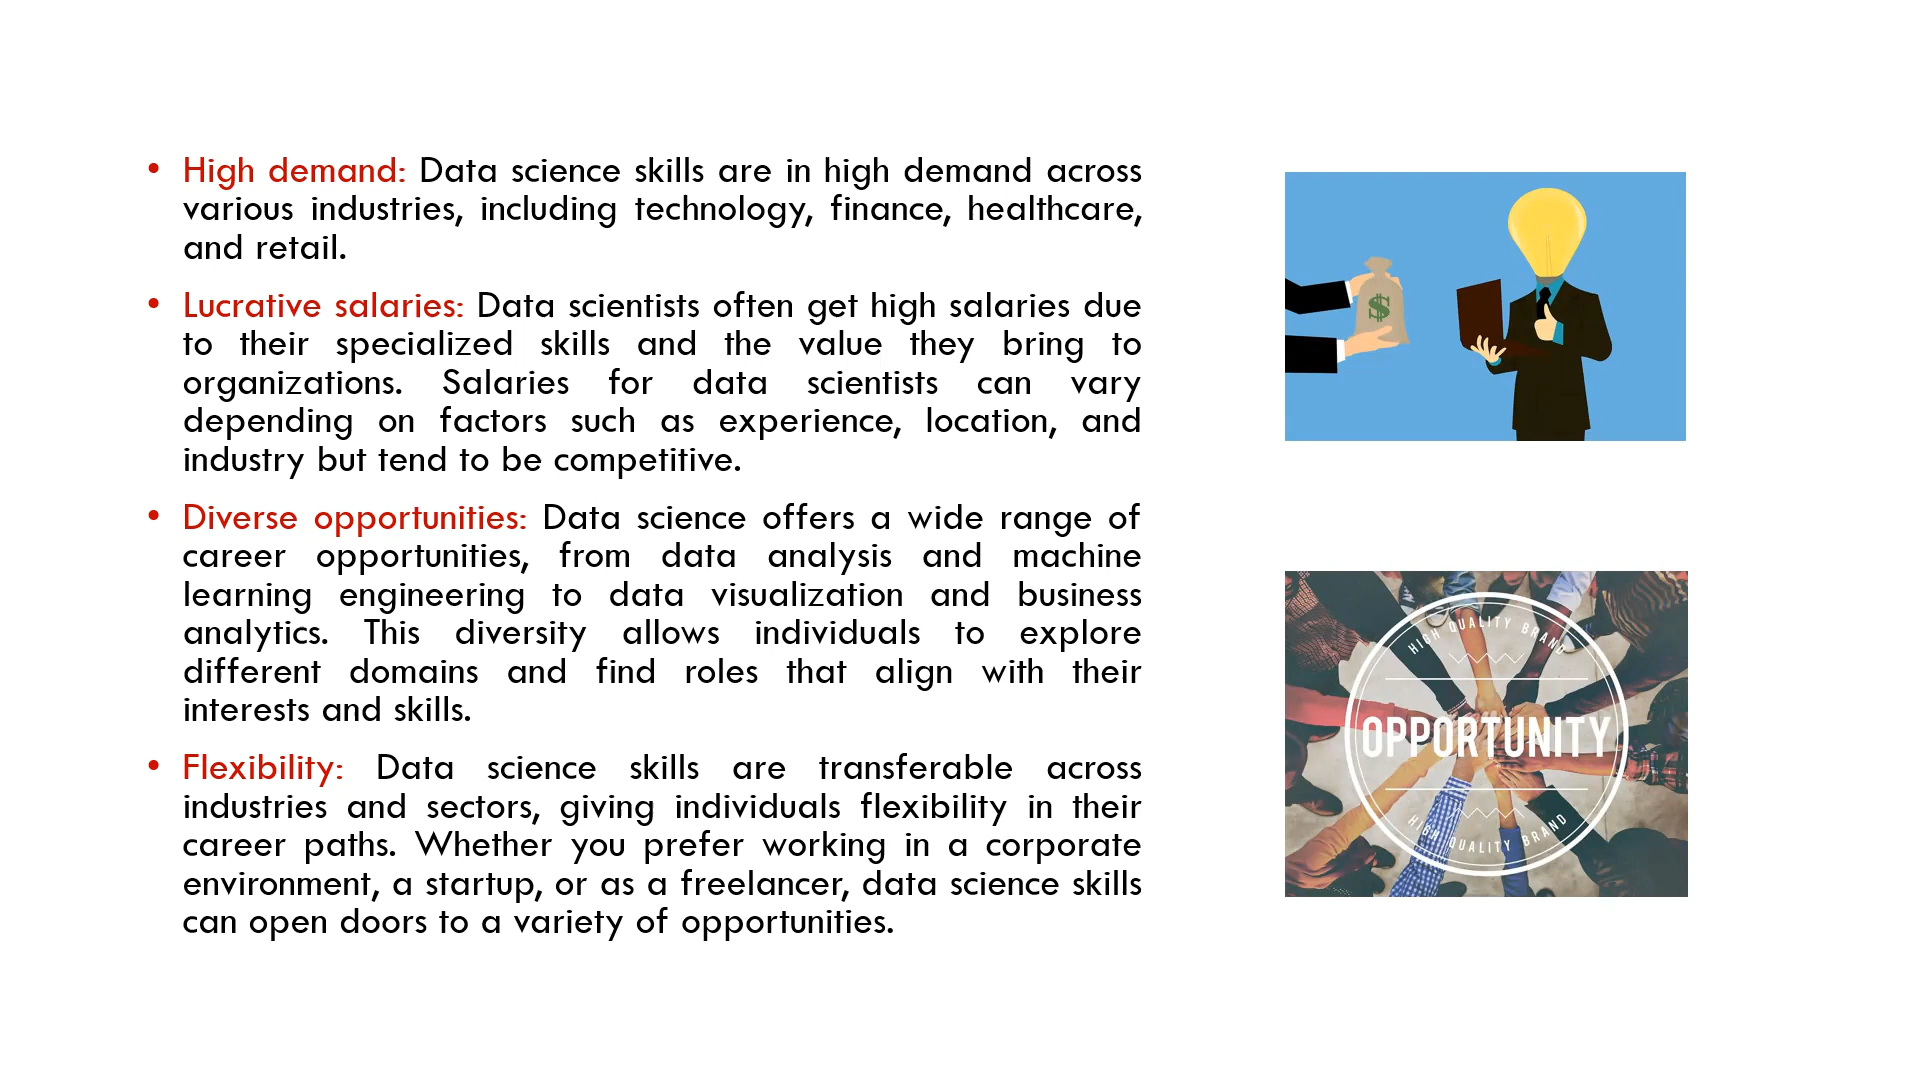 • High demand: Data science skills are in high demand across
various industries, including technology, finance, healthcare,
and retail.
• Lucrative salaries: Data scientists often get high salaries due
to their specialized skills and the value they bring to
organizations. Salaries for data scientists can vary
depending on factors such as experience, location, and
industry but tend to be competitive.
• Diverse opportunities: Data science offers a wide range of
career opportunities, from data analysis and machine
learning engineering to data visualization and business
analytics. This diversity allows individuals to explore
different domains and find roles that align with their
interests and skills.
• Flexibility: Data science skills are transferable across
industries and sectors, giving individuals flexibility in their
career paths. Whether you prefer working in a corporate
environment, a startup, or as a freelancer, data science skills
can open doors to a variety of opportunities.
$
HIGH QUALITY BRAND
OPPORTUNITY
HIGH QUALITY BRAND